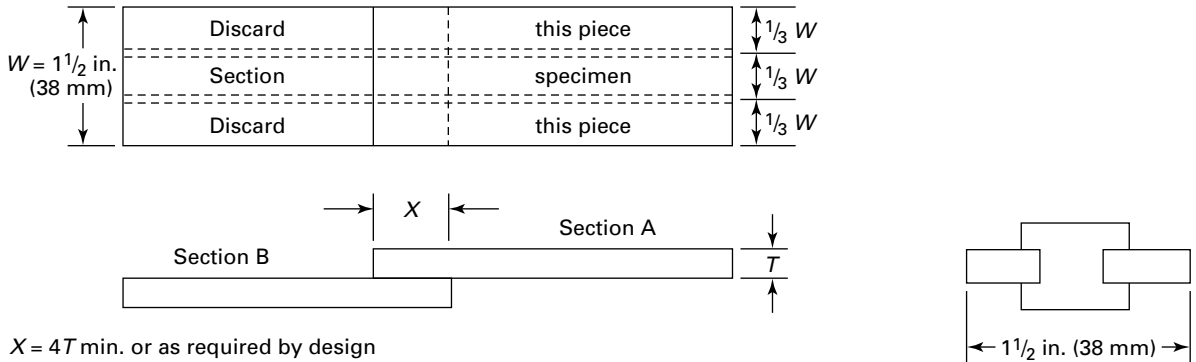 Discard this piece 1/3 W
W = 1 1/2 in.
(38 mm)
Section specimen 1/3 W
Discard this piece 1/3 W
X
Section A
Section B
T
X = 4T min. or as required by design
1 1/2 in. (38 mm)